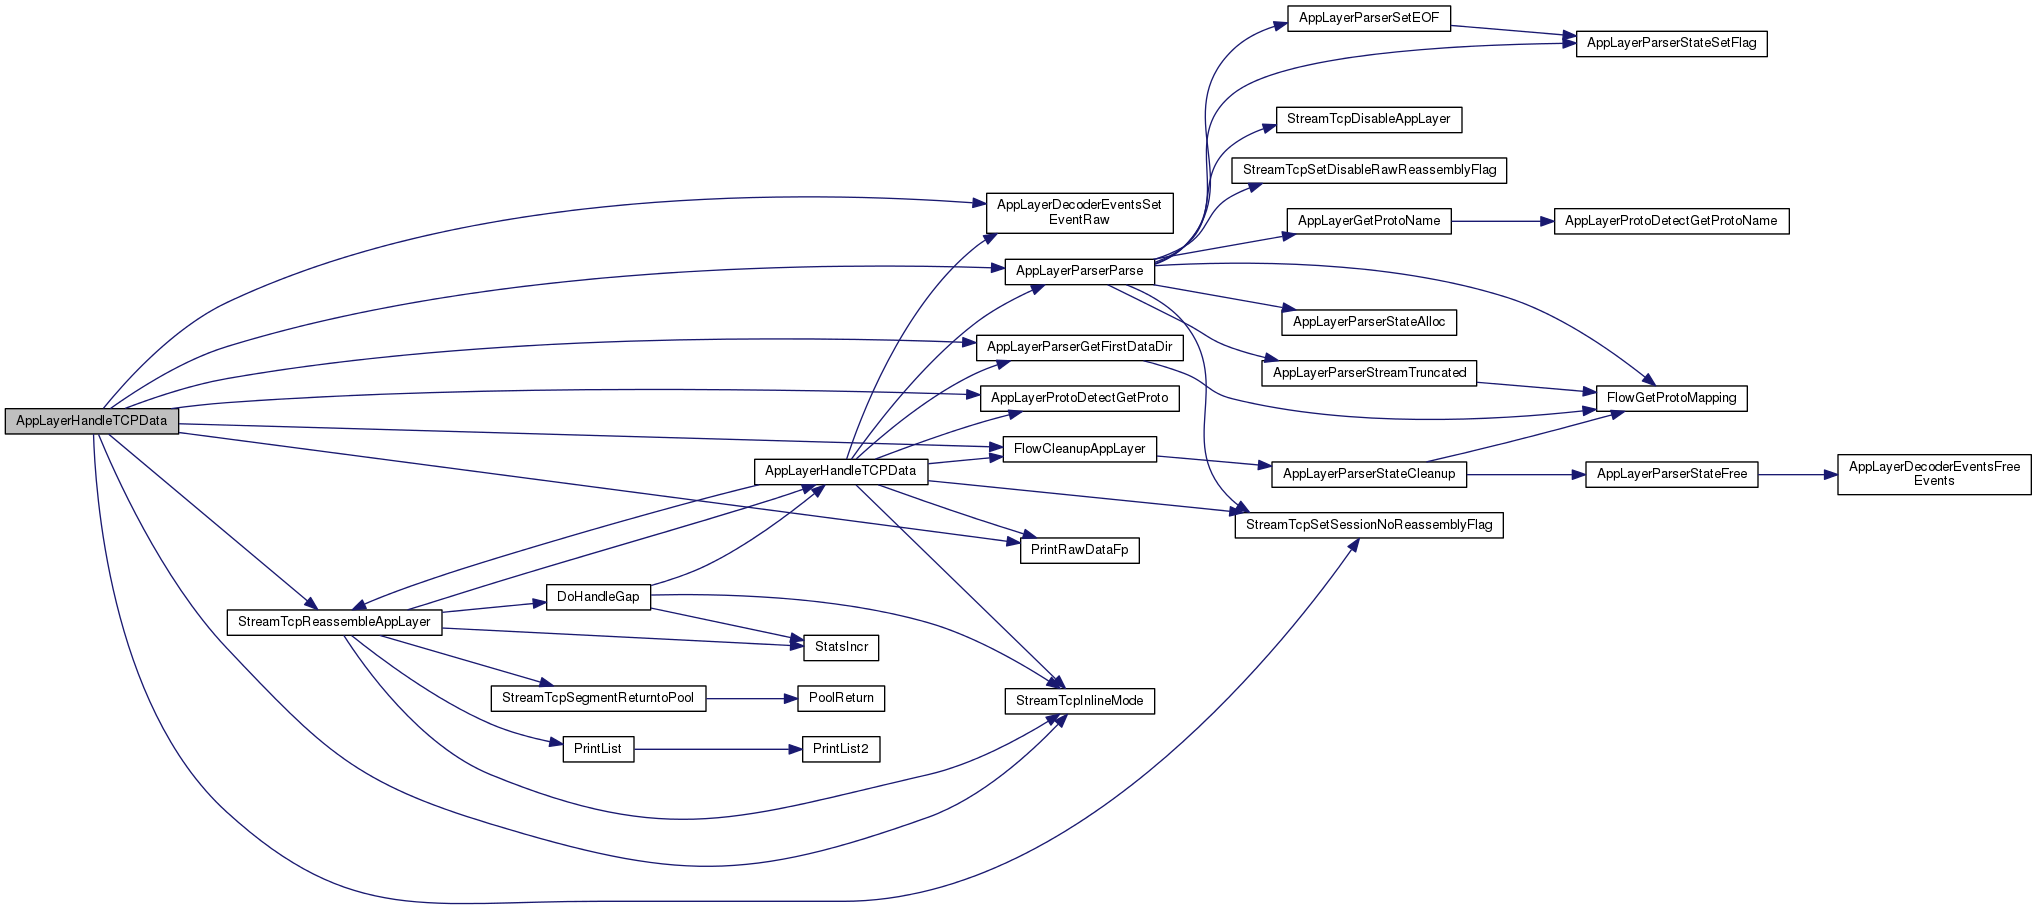 AppLayerParserSetEOF
AppLayerParserStateSetFlag
StreamTcpDisableAppLayer
StreamTcpSetDisableRawReassemblyFlag
AppLayerDecoderEventsSet
EventRaw
AppLayerGetProtoName
AppLayerProtoDetectGetProtoName
AppLayerParserParse
AppLayerParserStateAlloc
AppLayerParserGetFirstDataDir
AppLayerParserStreamTruncated
AppLayerProtoDetectGetProto
FlowGetProtoMapping
AppLayerHandleTCPData
FlowCleanupAppLayer
AppLayerHandleTCPData
AppLayerParserStateCleanup
AppLayerParserStateFree
AppLayerDecoderEventsFree
Events
StreamTcpSetSessionNoReassemblyFlag
PrintRawDataFp
DoHandleGap
StreamTcpReassembleAppLayer
StatsIncr
StreamTcpSegmentReturntoPool
PoolReturn
StreamTcpInlineMode
PrintList
PrintList2